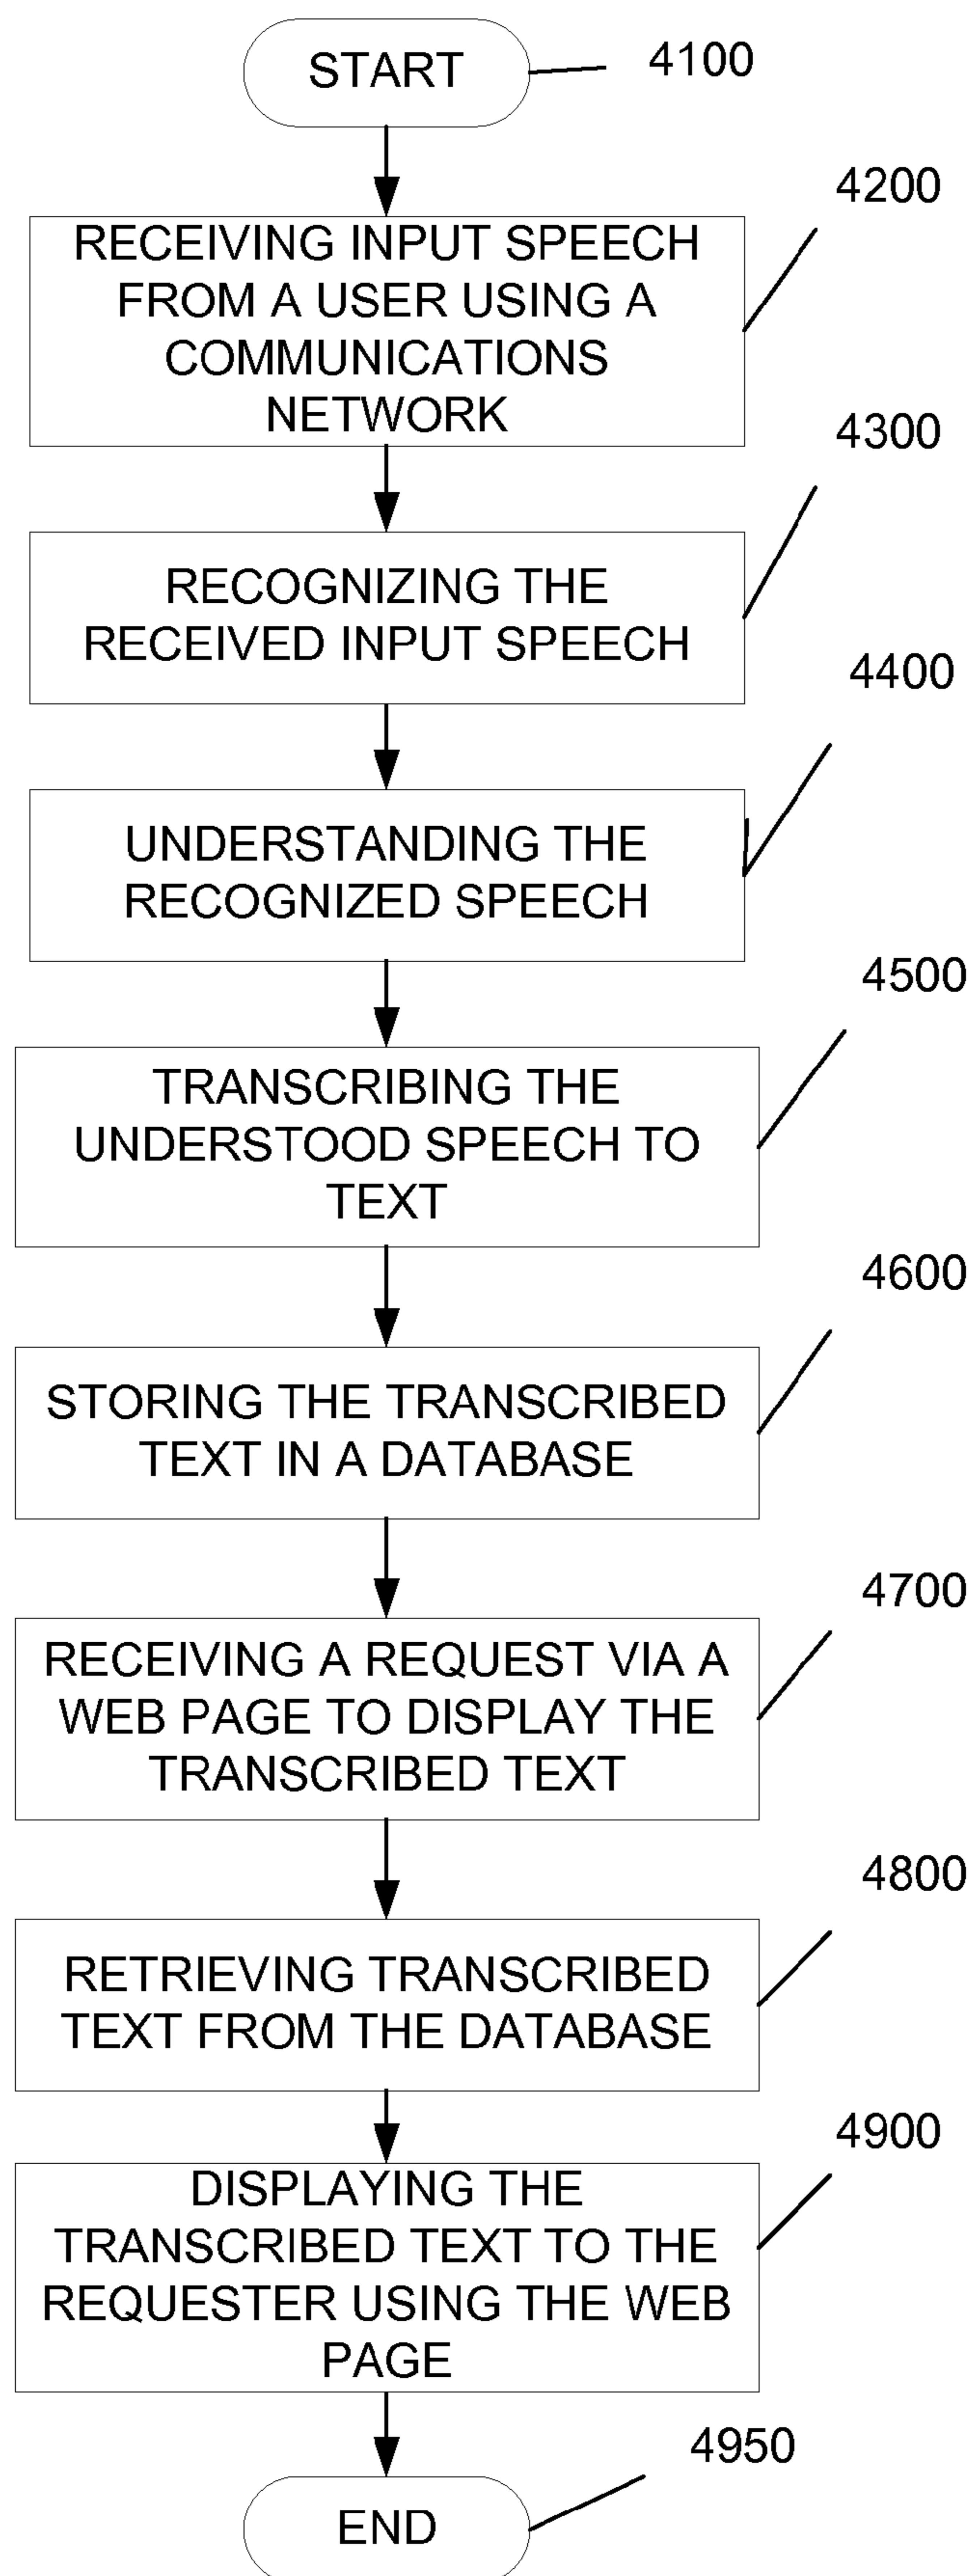 START
4100
4200
RECEIVING INPUT SPEECH
FROM A USER USING A
COMMUNICATIONS
NETWORK
4300
RECOGNIZING THE
RECEIVED INPUT SPEECH
4400
UNDERSTANDING THE
RECOGNIZED SPEECH
4500
TRANSCRIBING THE
UNDERSTOOD SPEECH TO
TEXT
4600
STORING THE TRANSCRIBED
TEXT IN A DATABASE
4700
RECEIVING A REQUEST VIA A
WEB PAGE TO DISPLAY THE
TRANSCRIBED TEXT
4800
RETRIEVING TRANSCRIBED
TEXT FROM THE DATABASE
4900
DISPLAYING THE
TRANSCRIBED TEXT TO THE
REQUESTER USING THE WEB
PAGE
4950
END